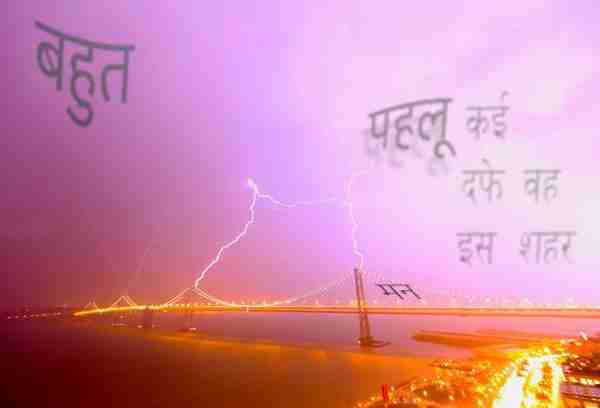 बहुत
पहलू
कई
दफे वह
इस शहर
मन